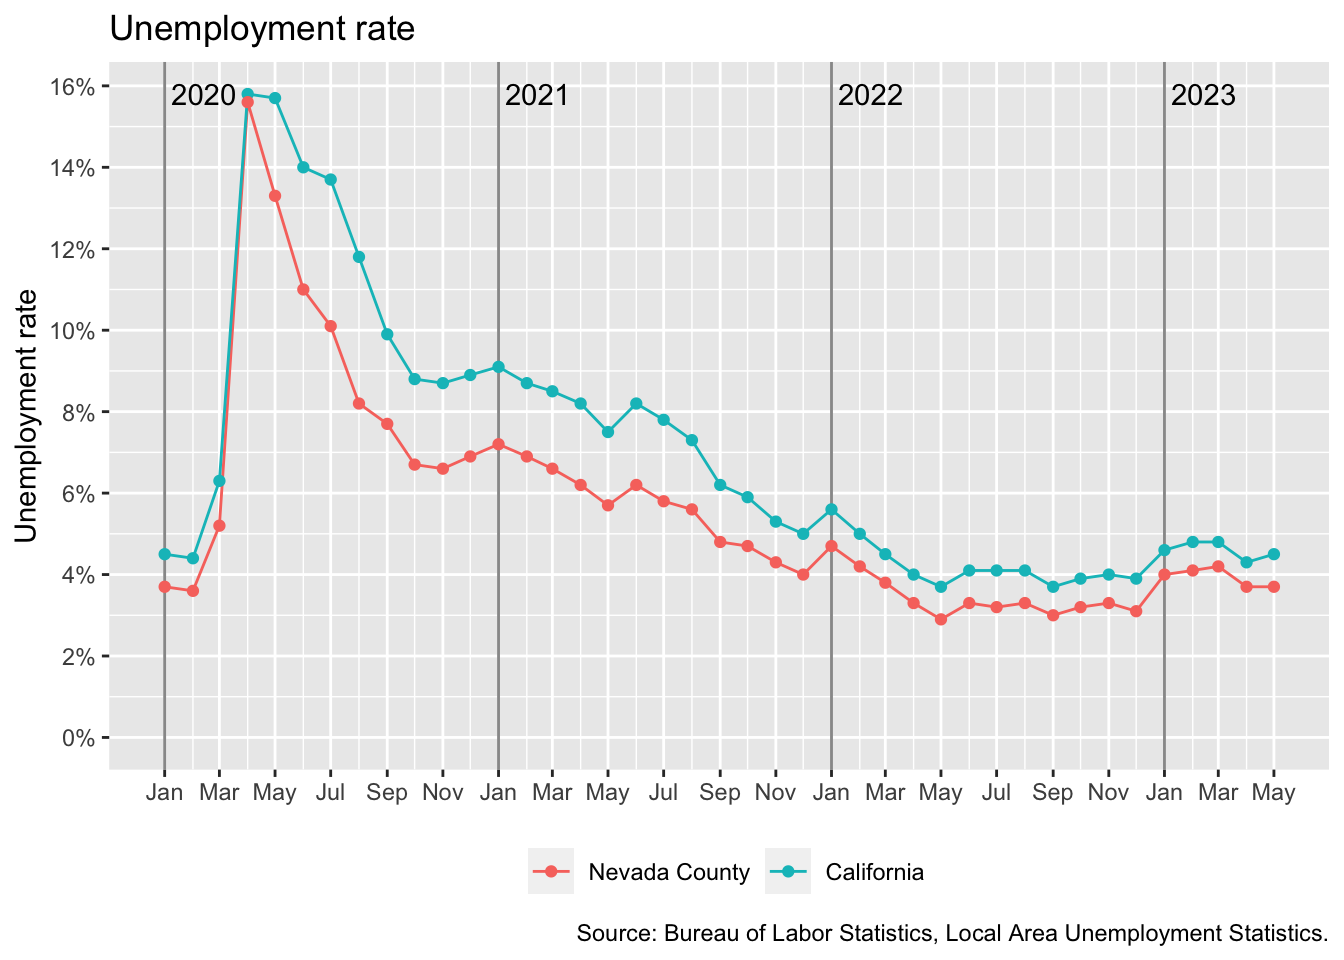 Unemployment rate
16%
14%
12%
10%
8%
6%
4%
2%
0%
Unemployment rate
2020 2021 2022 2023
Jan Mar May Jul Sep Nov Jan Mar May Jul Sep Nov Jan Mar May Jul Sep Nov Jan Mar May
Nevada County California
Source: Bureau of Labor Statistics, Local Area Unemployment Statistics.